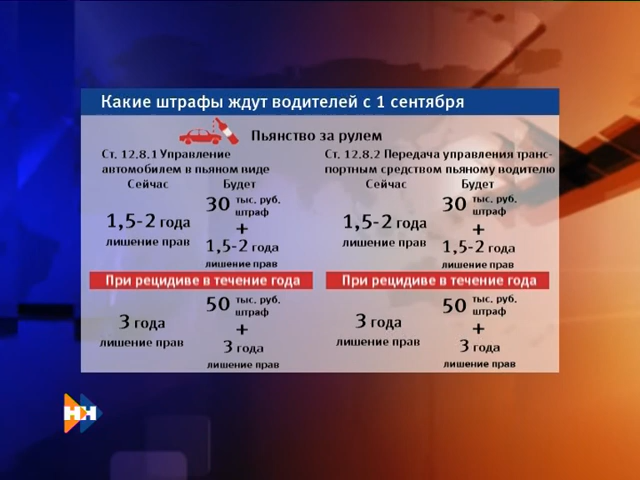 Какие штрафы ждут водителей с 1 сентября
Пьянство за рулем
Ст. 12.8.1 Управление
автомобилем в пьяном виде
Сейчас Будет
1,5-2 года
лишение прав
30 тыс. руб.
штраф
+
1,5-2 года
лишение прав
При рецидиве в течение года
3 года
лишение прав
50 тыс. руб.
штраф
+
3 года
лишение прав
Ст. 12.8.2 Передача управления транс-
портным средством пьяному водителю
Сейчас Будет
1,5-2 года
лишение прав
30 тыс. руб.
штраф
+
1,5-2 года
лишение прав
При рецидиве в течение года
3 года
лишение прав
50 тыс. руб.
штраф
+
3 года
лишение прав
НН